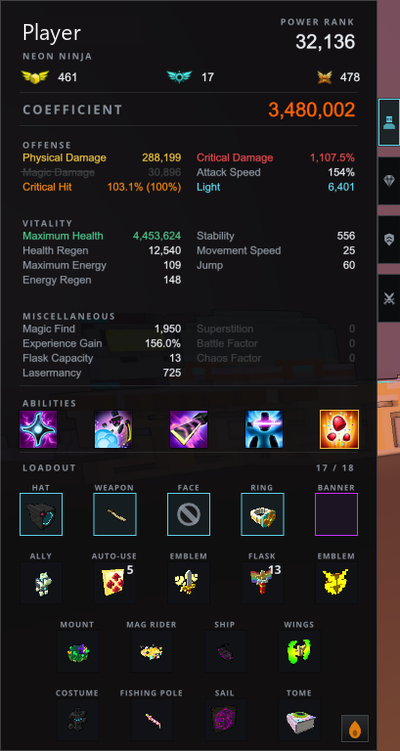 Player
POWER RANK
32,136
NEON NINJA
461 17 478
COEFFICIENT 3,480,002
OFFENSE
Physical Damage 288,199 Critical Damage 1,107.5%
Magic Damage 30,896 Attack Speed 154%
Critical Hit 103.1% (100%) Light 6,401
VITALITY
Maximum Health 4,453,624 Stability 556
Health Regen 12,540 Movement Speed 25
Maximum Energy 109 Jump 60
Energy Regen 148
MISCELLANEOUS
Magic Find 1,950 Superstition 0
Experience Gain 156.0% Battle Factor 0
Flask Capacity 13 Chaos Factor 0
Lasermancy 725
ABILITIES
LOADOUT 17 / 18
HAT WEAPON FACE RING BANNER
ALLY AUTO-USE EMBLEM FLASK EMBLEM
5 13
MOUNT MAG RIDER SHIP WINGS
COSTUME FISHING POLE SAIL TOME